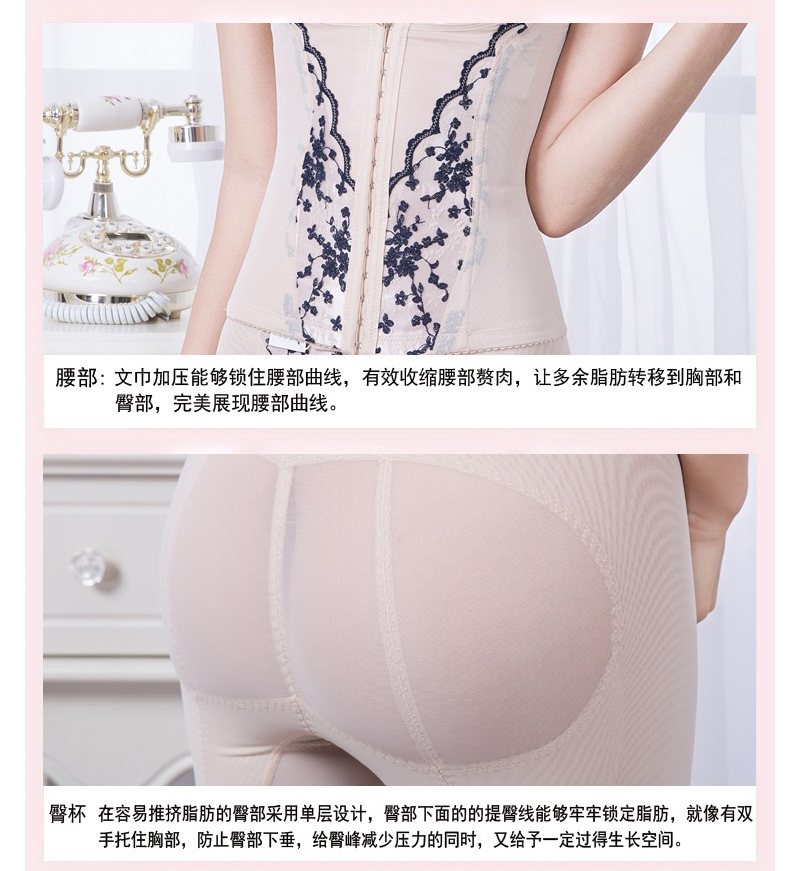 腰部：文巾加压能够锁住腰部曲线，有效收缩腰部赘肉，让多余脂肪转移到胸部和
臀部，完美展现腰部曲线。
臀杯 在容易推挤脂肪的臀部采用单层设计，臀部下面的的提臀线能够牢牢锁定脂肪，就像有双
手托住胸部，防止臀部下垂，给臀峰减少压力的同时，又给予一定过得生长空间。